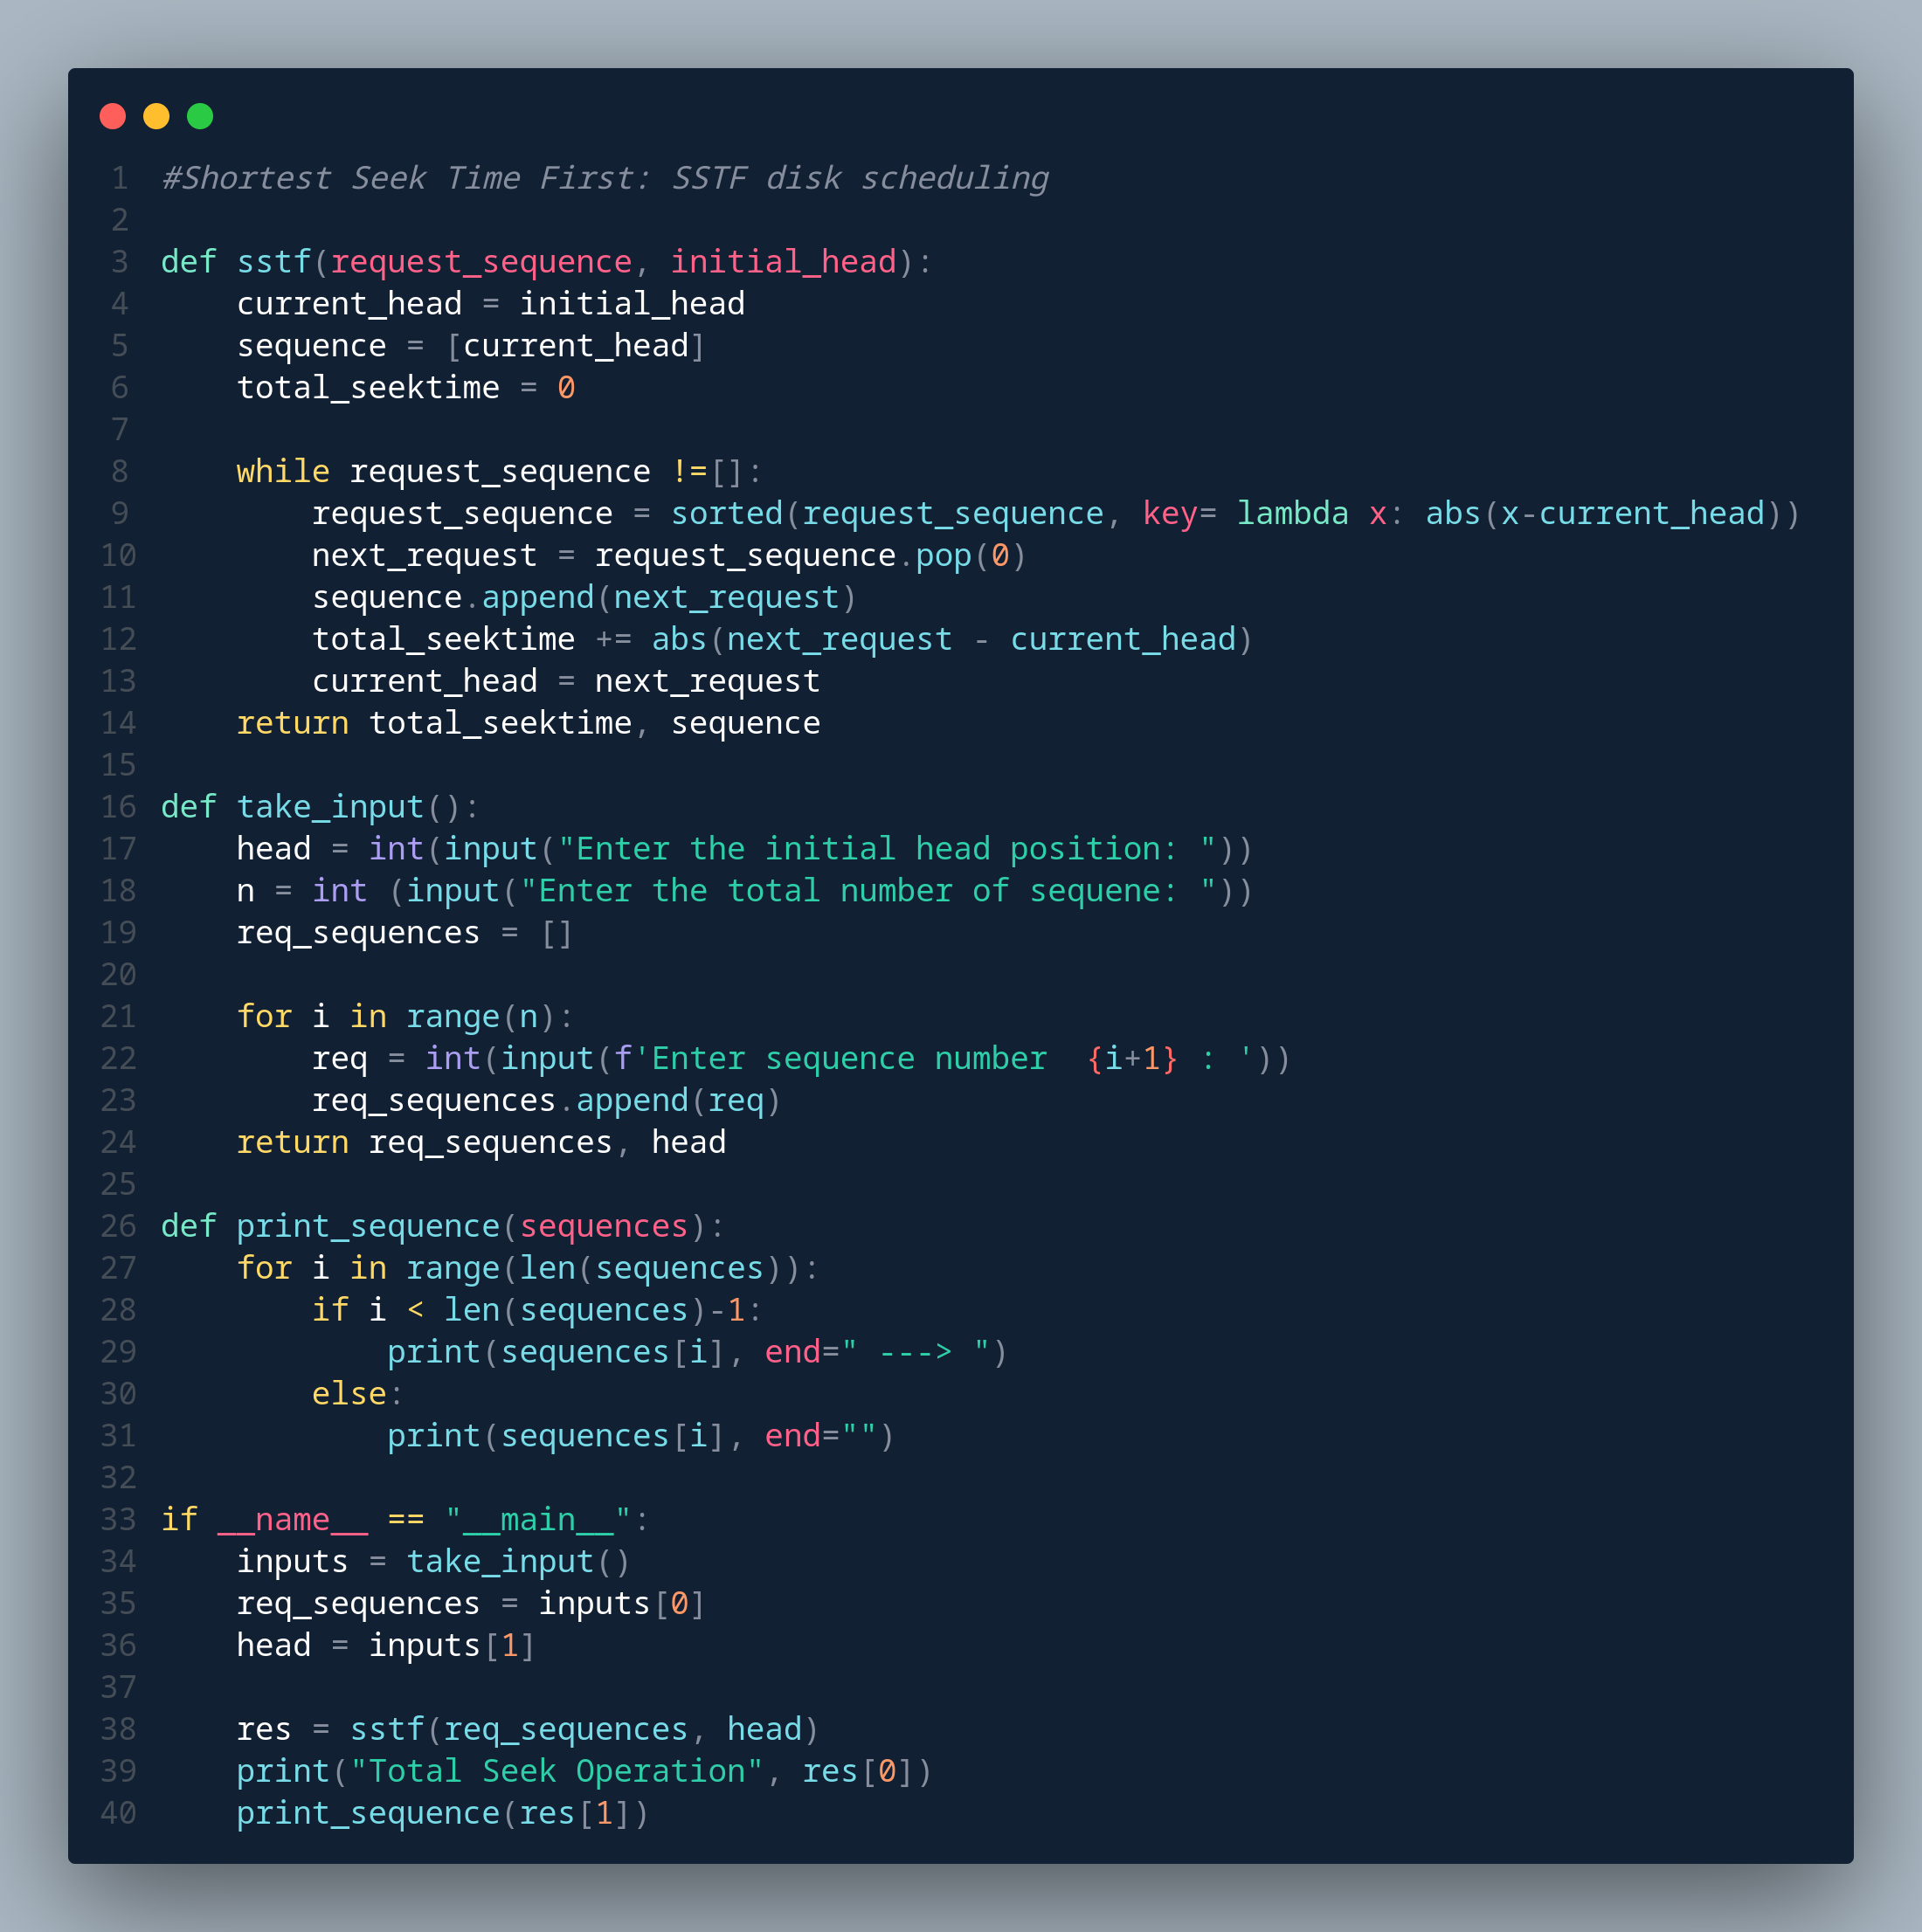 1 #Shortest Seek Time First: SSTF disk scheduling
2
3 def sstf(request_sequence, initial_head):
4     current_head = initial_head
5     sequence = [current_head]
6     total_seektime = 0
7
8     while request_sequence !=[]:
9         request_sequence = sorted(request_sequence, key= lambda x: abs(x-current_head))
10         next_request = request_sequence.pop(0)
11         sequence.append(next_request)
12         total_seektime += abs(next_request - current_head)
13         current_head = next_request
14     return total_seektime, sequence
15
16 def take_input():
17     head = int(input("Enter the initial head position: "))
18     n = int (input("Enter the total number of sequene: "))
19     req_sequences = []
20
21     for i in range(n):
22         req = int(input(f'Enter sequence number  {i+1} : '))
23         req_sequences.append(req)
24     return req_sequences, head
25
26 def print_sequence(sequences):
27     for i in range(len(sequences)):
28         if i < len(sequences)-1:
29             print(sequences[i], end=" ---> ")
30         else:
31             print(sequences[i], end="")
32
33 if __name__ == "__main__":
34     inputs = take_input()
35     req_sequences = inputs[0]
36     head = inputs[1]
37
38     res = sstf(req_sequences, head)
39     print("Total Seek Operation", res[0])
40     print_sequence(res[1])